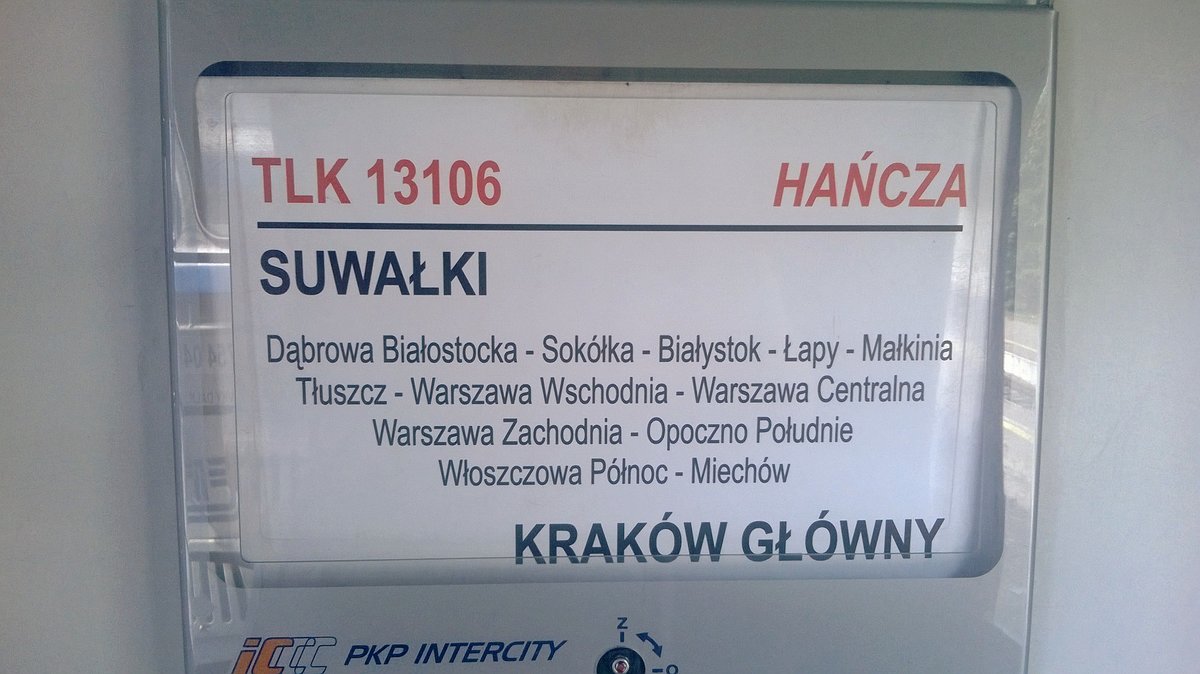 TLK 13106 HAŃCZA
SUWAŁKI
Dąbrowa Białostocka - Sokółka - Białystok - Łapy - Małkinia
Tłuszcz - Warszawa Wschodnia - Warszawa Centralna
Warszawa Zachodnia - Opoczno Południe
Włoszczowa Północ - Miechów
KRAKÓW GŁÓWNY
Z
IC PKP INTERCITY
O